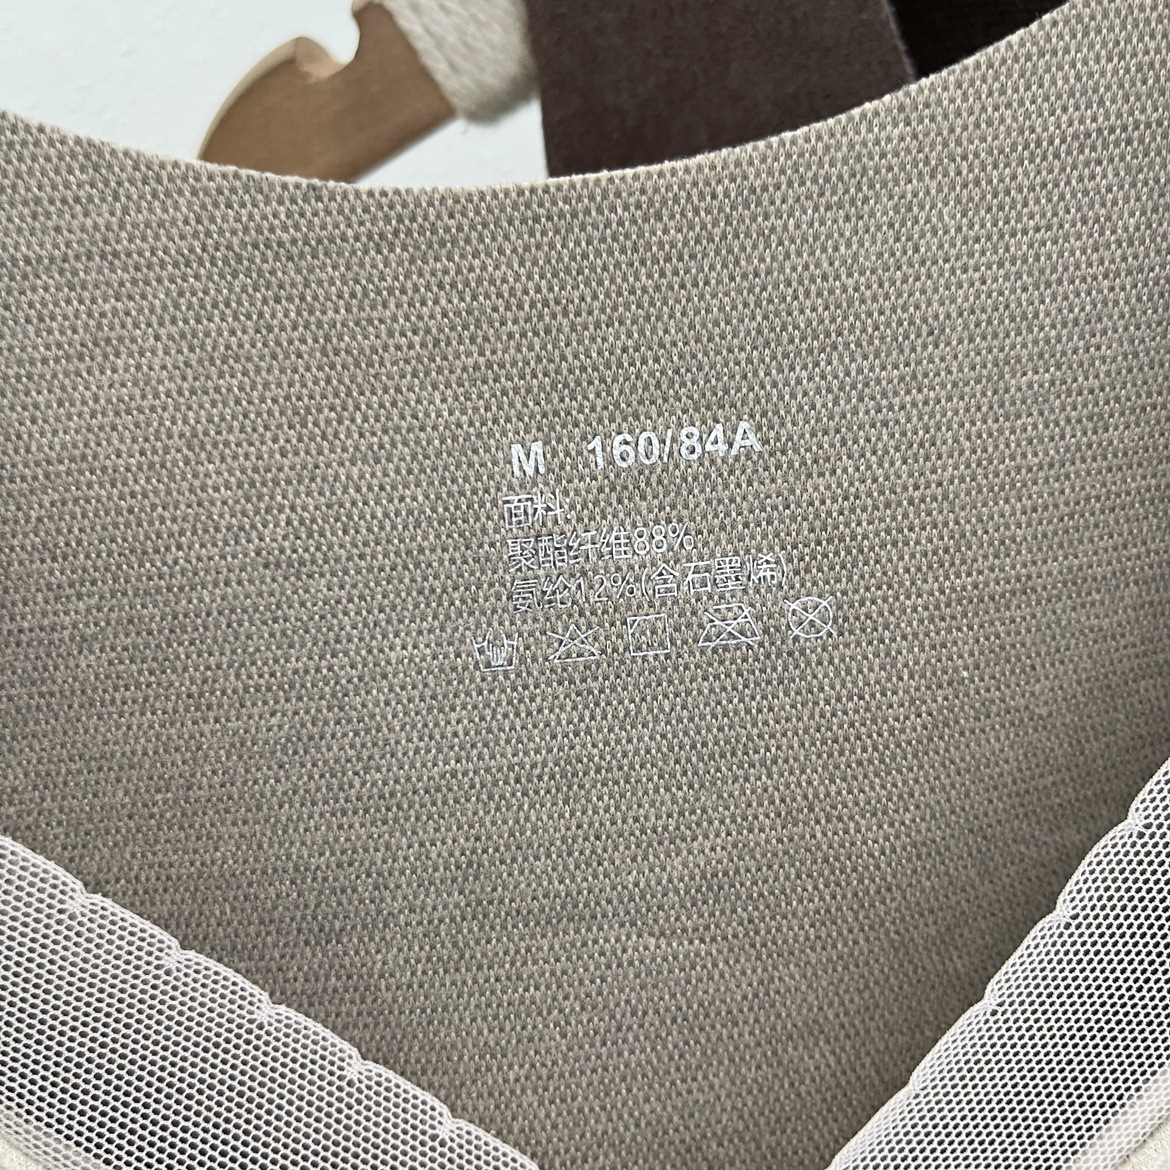 M 160/84A
面料:
聚酯纤维88%
氨纶12%(含石墨烯)